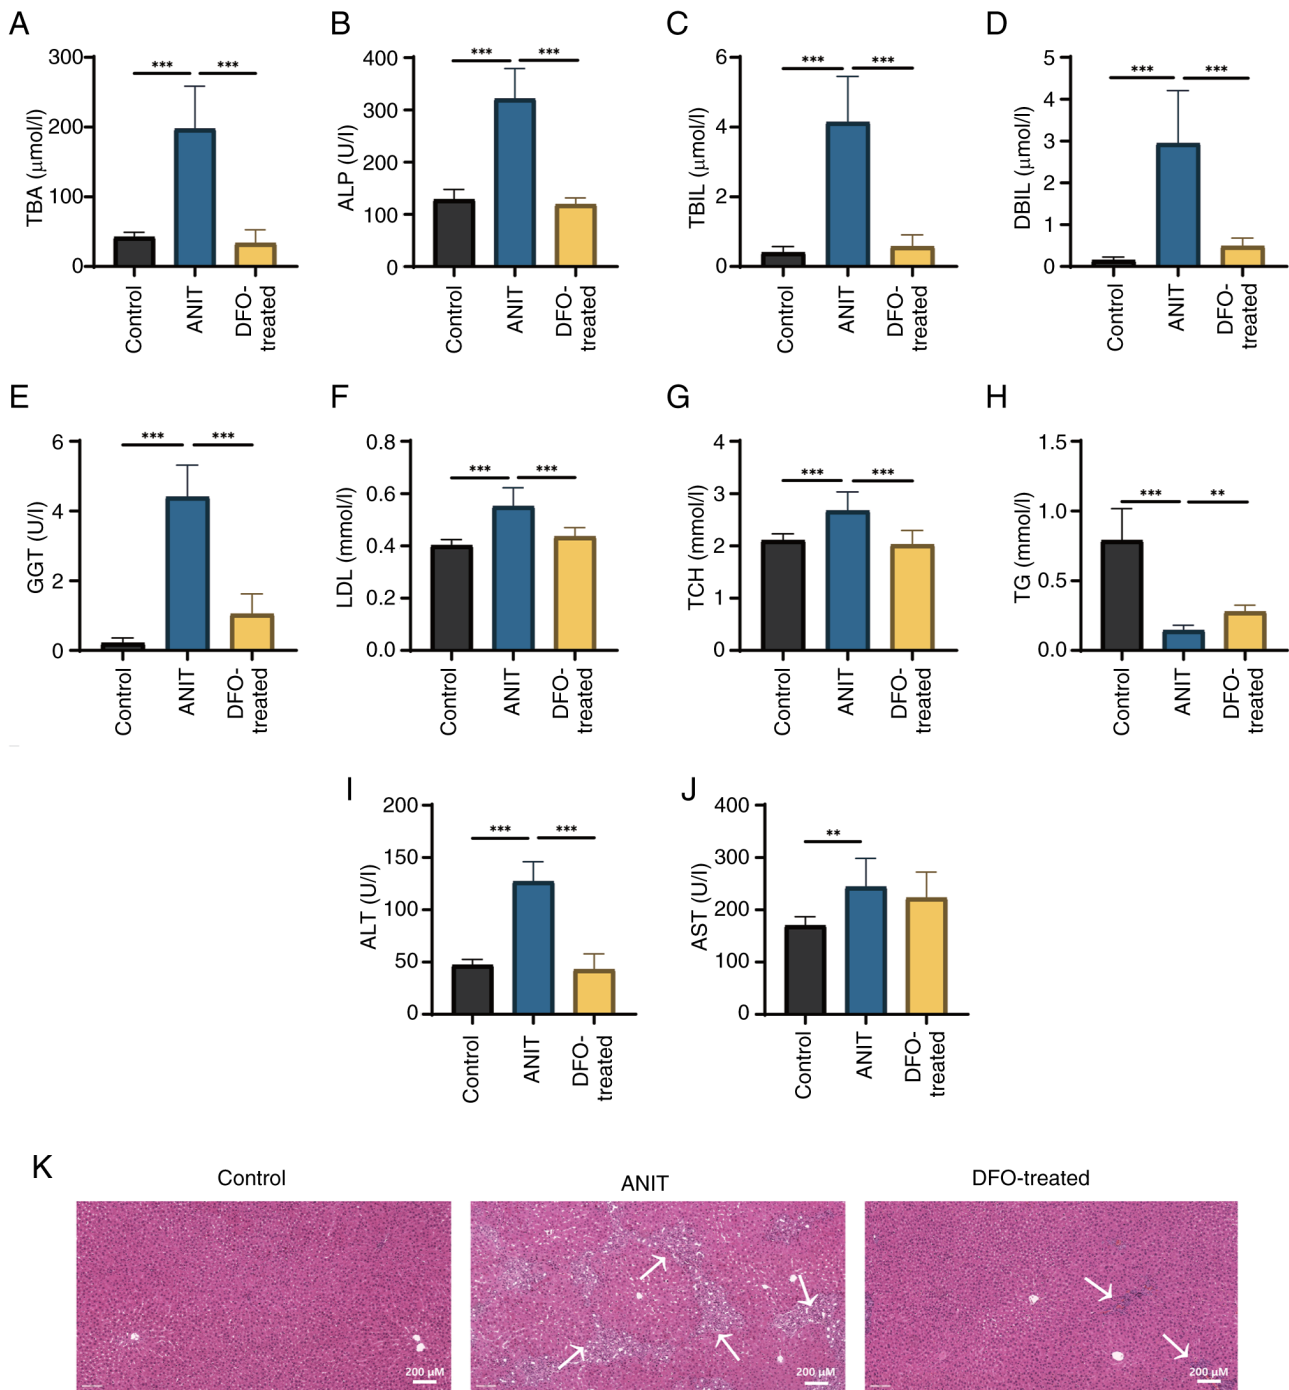 A
300
200
100
0
TBA (μmol/l)
*** ***
Control
ANIT
DFO-
treated
B
400
300
200
100
0
ALP (U/l)
*** ***
Control
ANIT
DFO-
treated
C
6
4
2
0
TBIL (μmol/l)
*** ***
Control
ANIT
DFO-
treated
D
5
4
3
2
1
0
DBIL (μmol/l)
*** ***
Control
ANIT
DFO-
treated
E
6
4
2
0
GGT (U/l)
*** ***
Control
ANIT
DFO-
treated
F
0.8
0.6
0.4
0.2
0.0
LDL (mmol/l)
*** ***
Control
ANIT
DFO-
treated
G
4
3
2
1
0
TCH (mmol/l)
*** ***
Control
ANIT
DFO-
treated
H
1.5
1.0
0.5
0.0
TG (mmol/l)
*** **
Control
ANIT
DFO-
treated
I
200
150
100
50
0
ALT (U/l)
*** ***
Control
ANIT
DFO-
treated
J
400
300
200
100
0
AST (U/l)
**
Control
ANIT
DFO-
treated
K
Control
ANIT
DFO-treated
200 μM
200 μM
200 μM